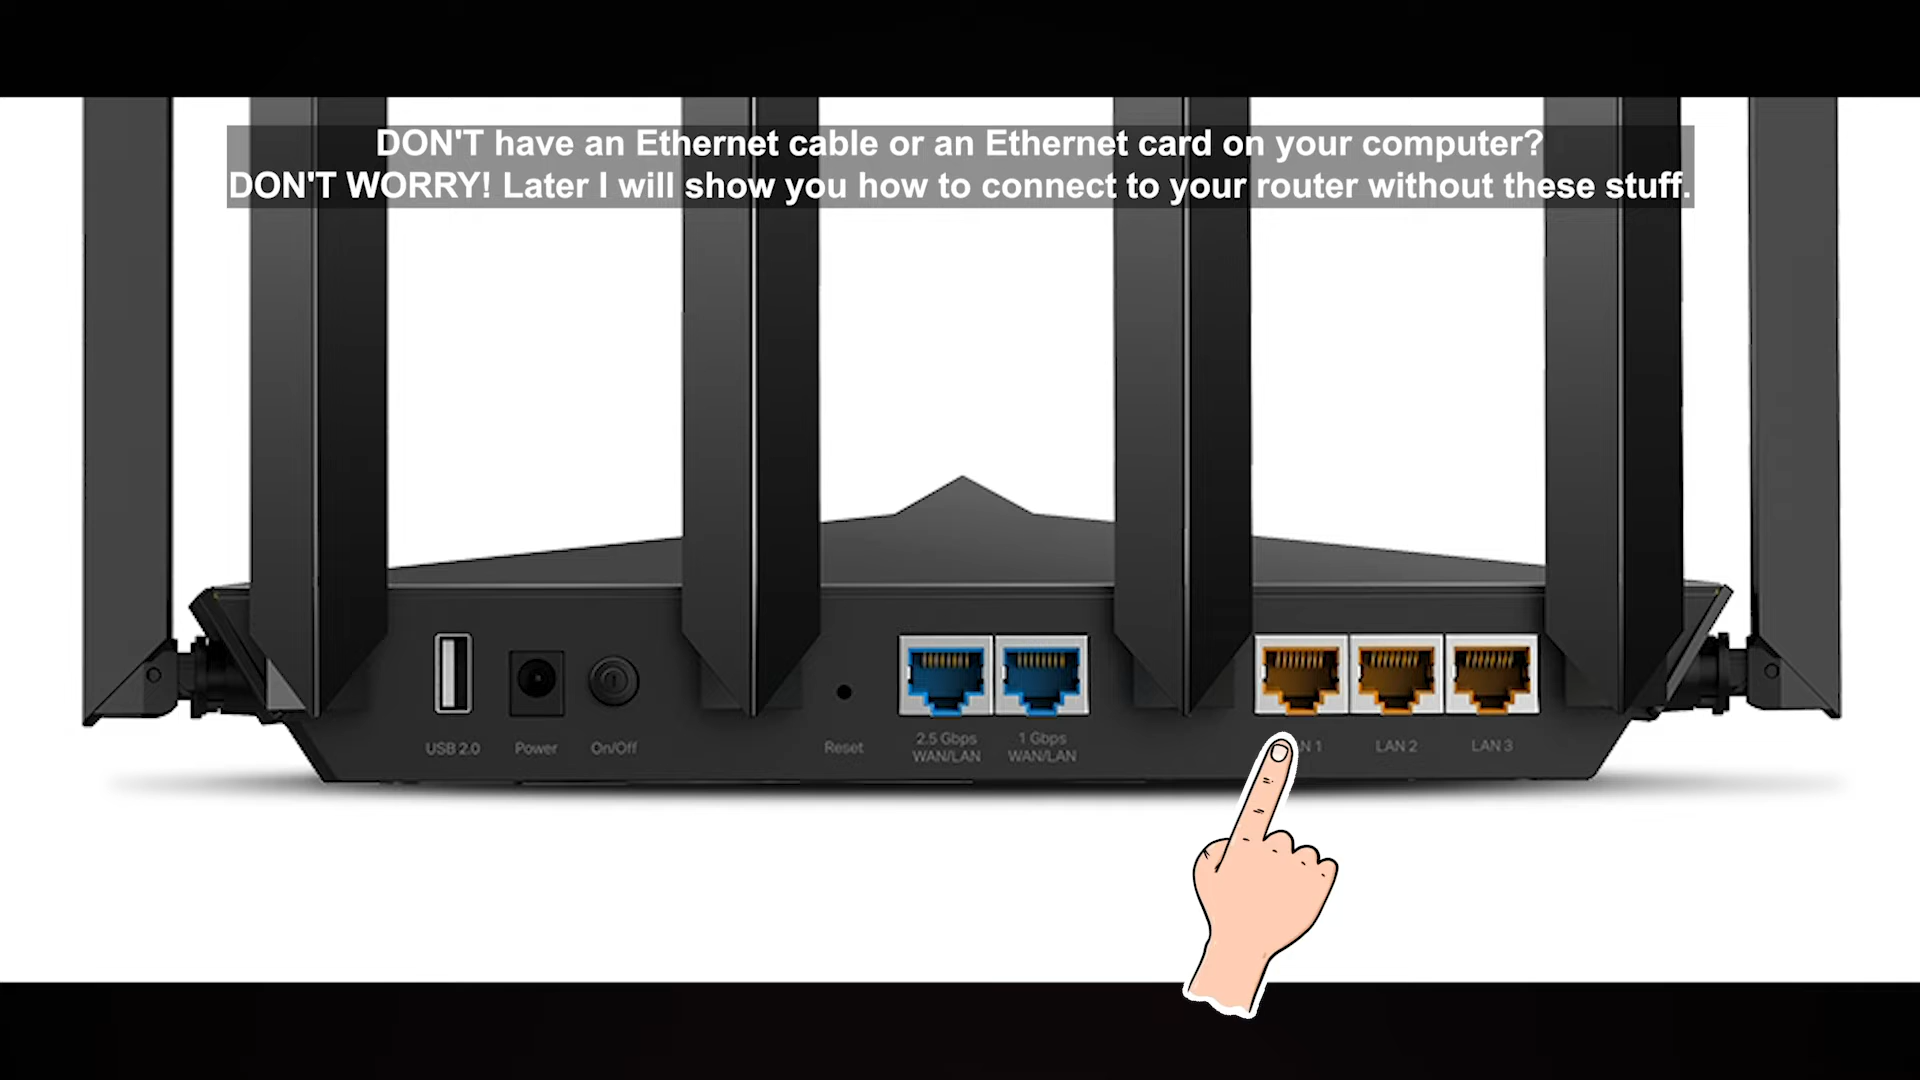 DON'T have an Ethernet cable or an Ethernet card on your computer?
DON'T WORRY! Later I will show you how to connect to your router without these stuff.
USB 2.0
Power
On/Off
Reset
2.5 Gbps
WAN/LAN
1 Gbps
WAN/LAN
N 1
LAN 2
LAN 3